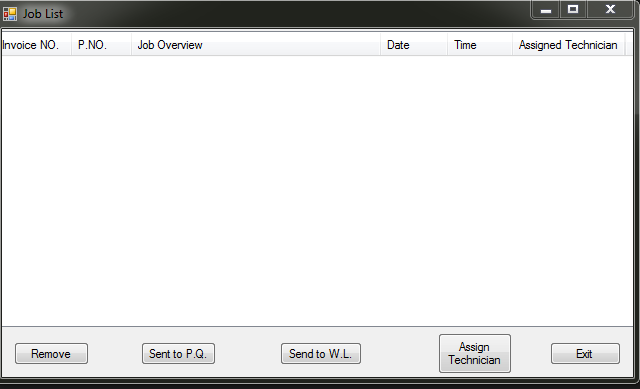 Job List
Invoice NO. P.NO. Job Overview Date Time Assigned Technician
Remove Sent to P.Q. Send to W.L. Assign Technician Exit